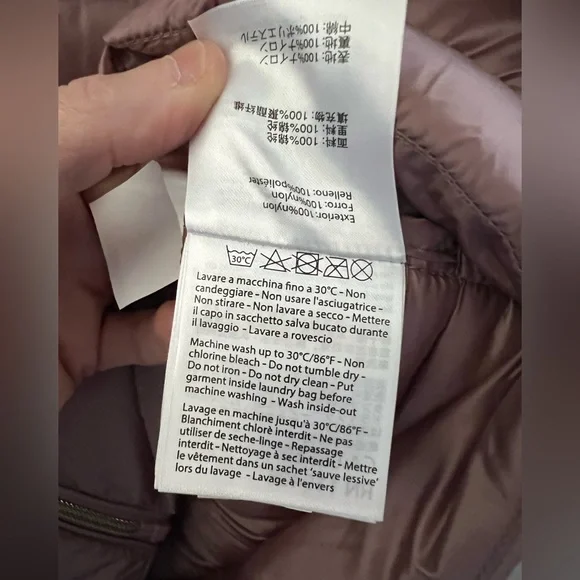 表地: 100%ナイロン
裏地: 100%ナイロン
中綿: 100%ポリエステル
面料: 100%锦纶
里料: 100%锦纶
填充物: 100%聚酯纤维
Exterior: 100%nylon
Forro: 100%nylon
Relleno: 100%poliéster
30°C
Lavare a macchina fino a 30°C - Non
candeggiare - Non usare l'asciugatrice -
Non stirare - Non lavare a secco - Mettere
il capo in sacchetto salva bucato durante
il lavaggio - Lavare a rovescio
Machine wash up to 30°C/86°F - Non
chlorine bleach - Do not tumble dry -
Do not iron - Do not dry clean - Put
garment inside laundry bag before
machine washing - Wash inside-out
Lavage en machine jusqu'à 30°C/86°F -
Blanchiment chloré interdit - Ne pas
utiliser de seche-linge - Repassage
interdit - Nettoyage à sec interdit - Mettre
le vêtement dans un sachet 'sauve lessive'
lors du lavage - Lavage à l'envers